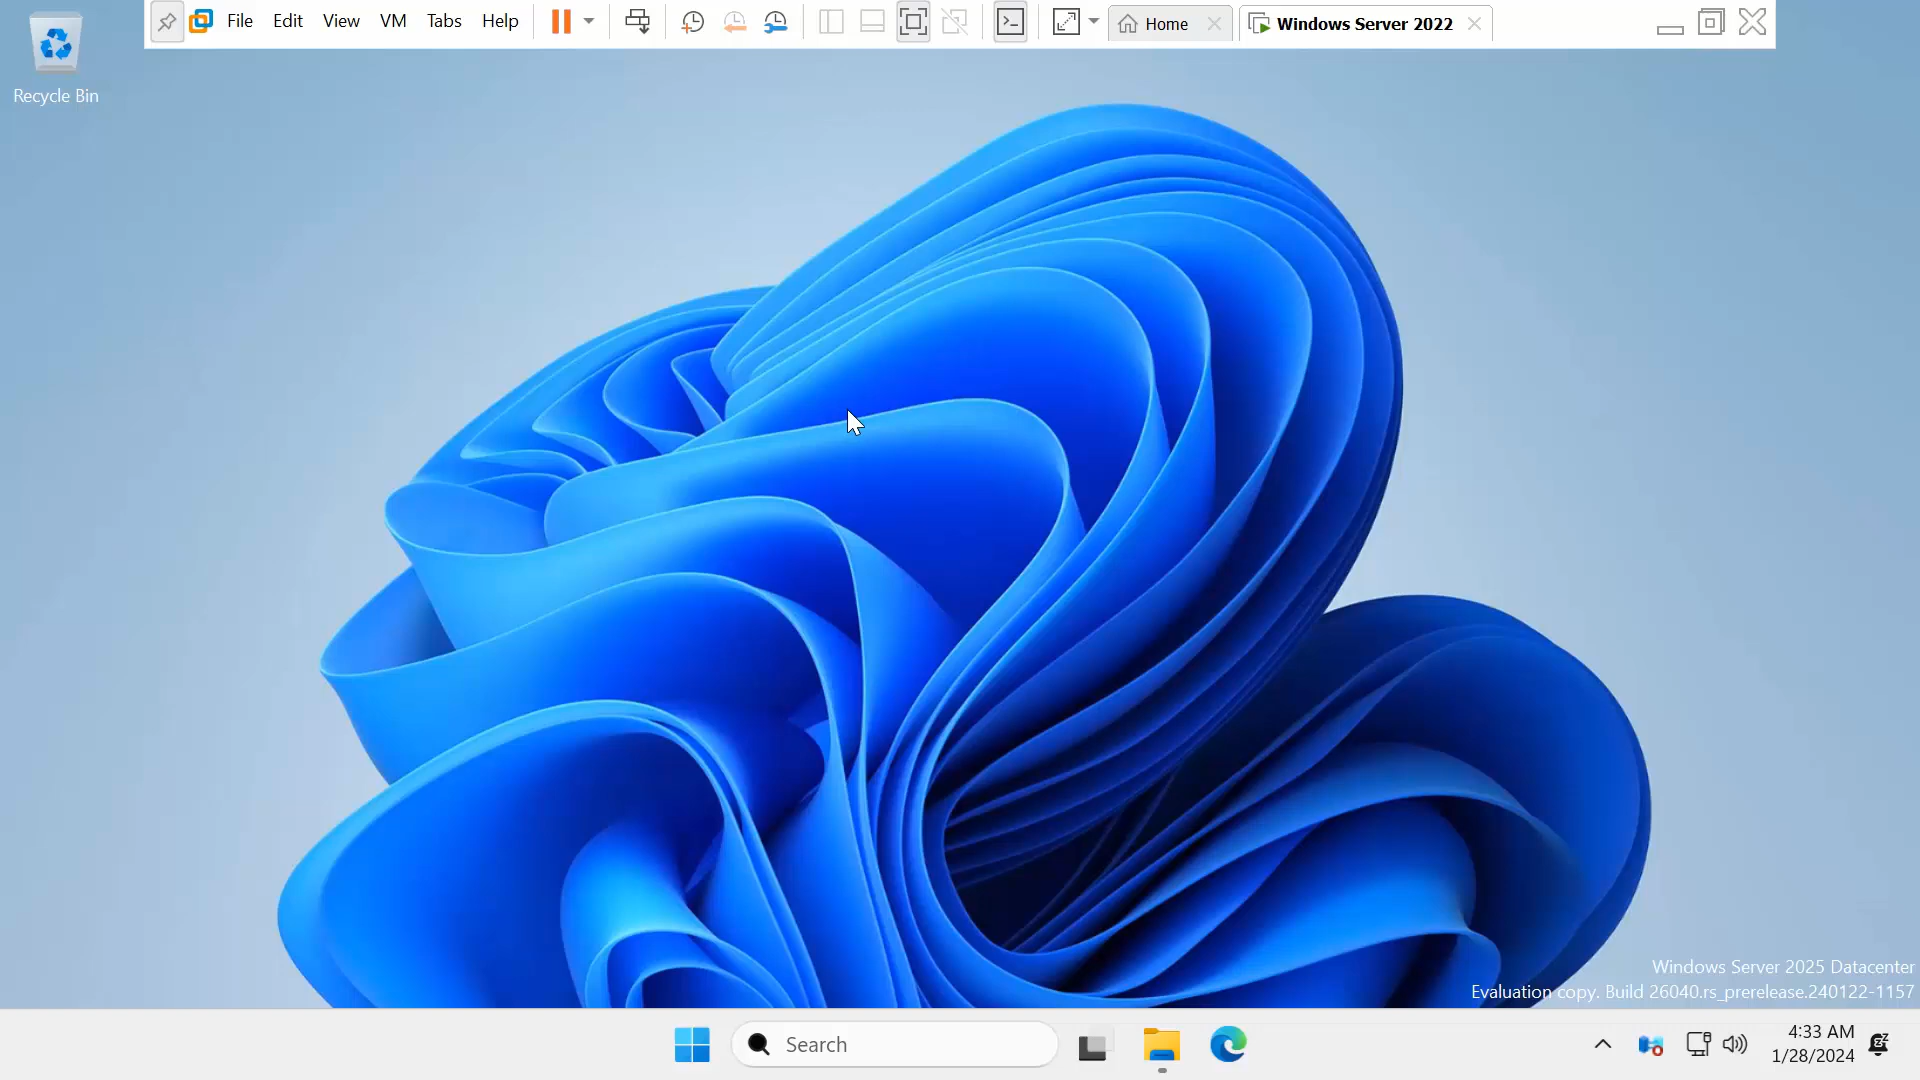 File Edit View VM Tabs Help Home Windows Server 2022
Recycle Bin
Windows Server 2025 Datacenter
Evaluation copy. Build 26040.rs_prerelease.240122-1157
Search
4:33 AM
1/28/2024